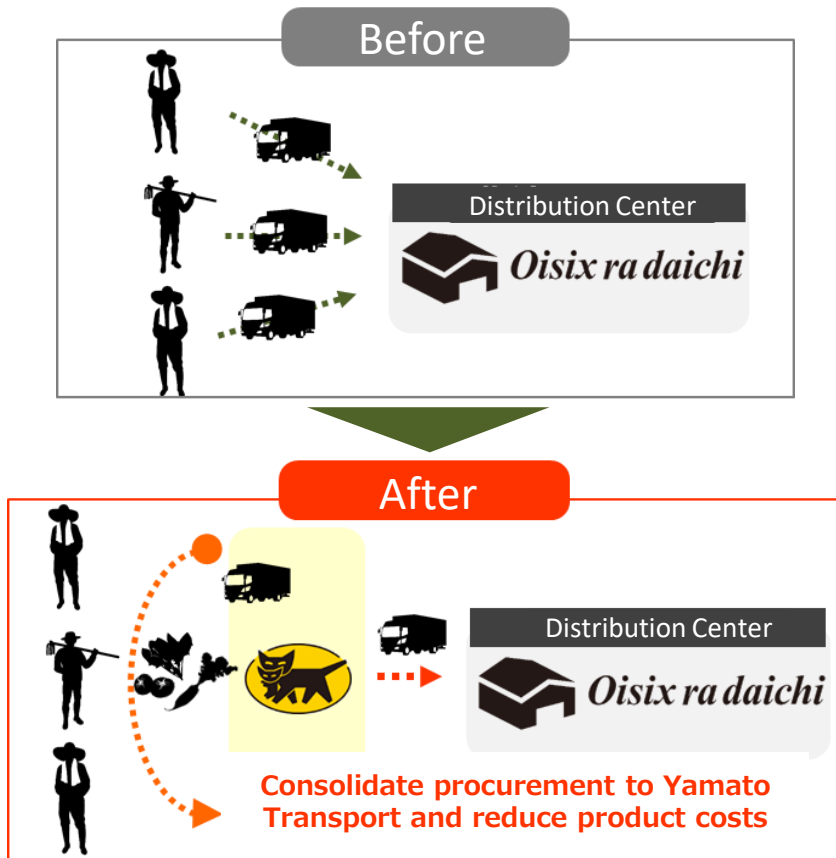 Before
Distribution Center
Oisix ra daichi
After
Distribution Center
Oisix ra daichi
Consolidate procurement to Yamato
Transport and reduce product costs